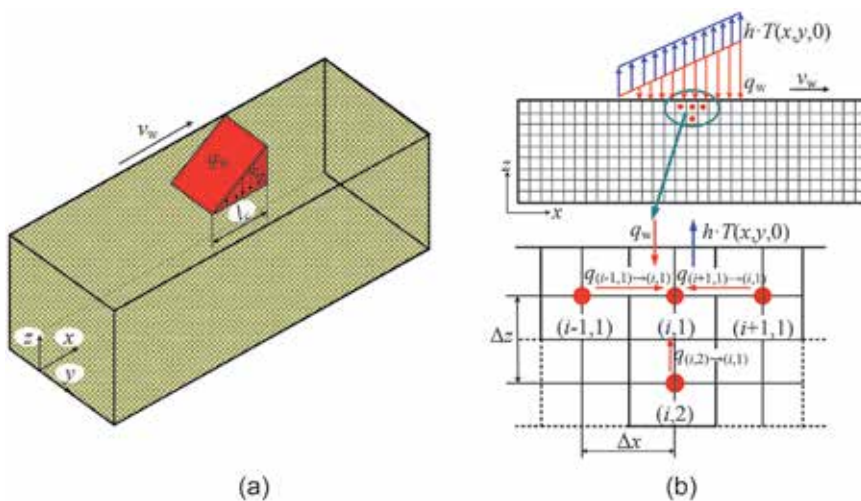 v_w
q_w
l_c
z
x
y
(a)
h·T(x,y,0)
q_w
v_w
z
x
q_w
h·T(x,y,0)
q_{(i-1,1)→(i,1)}
q_{(i+1,1)→(i,1)}
(i-1,1)
(i,1)
(i+1,1)
Δz
q_{(i,2)→(i,1)}
(i,2)
Δx
(b)